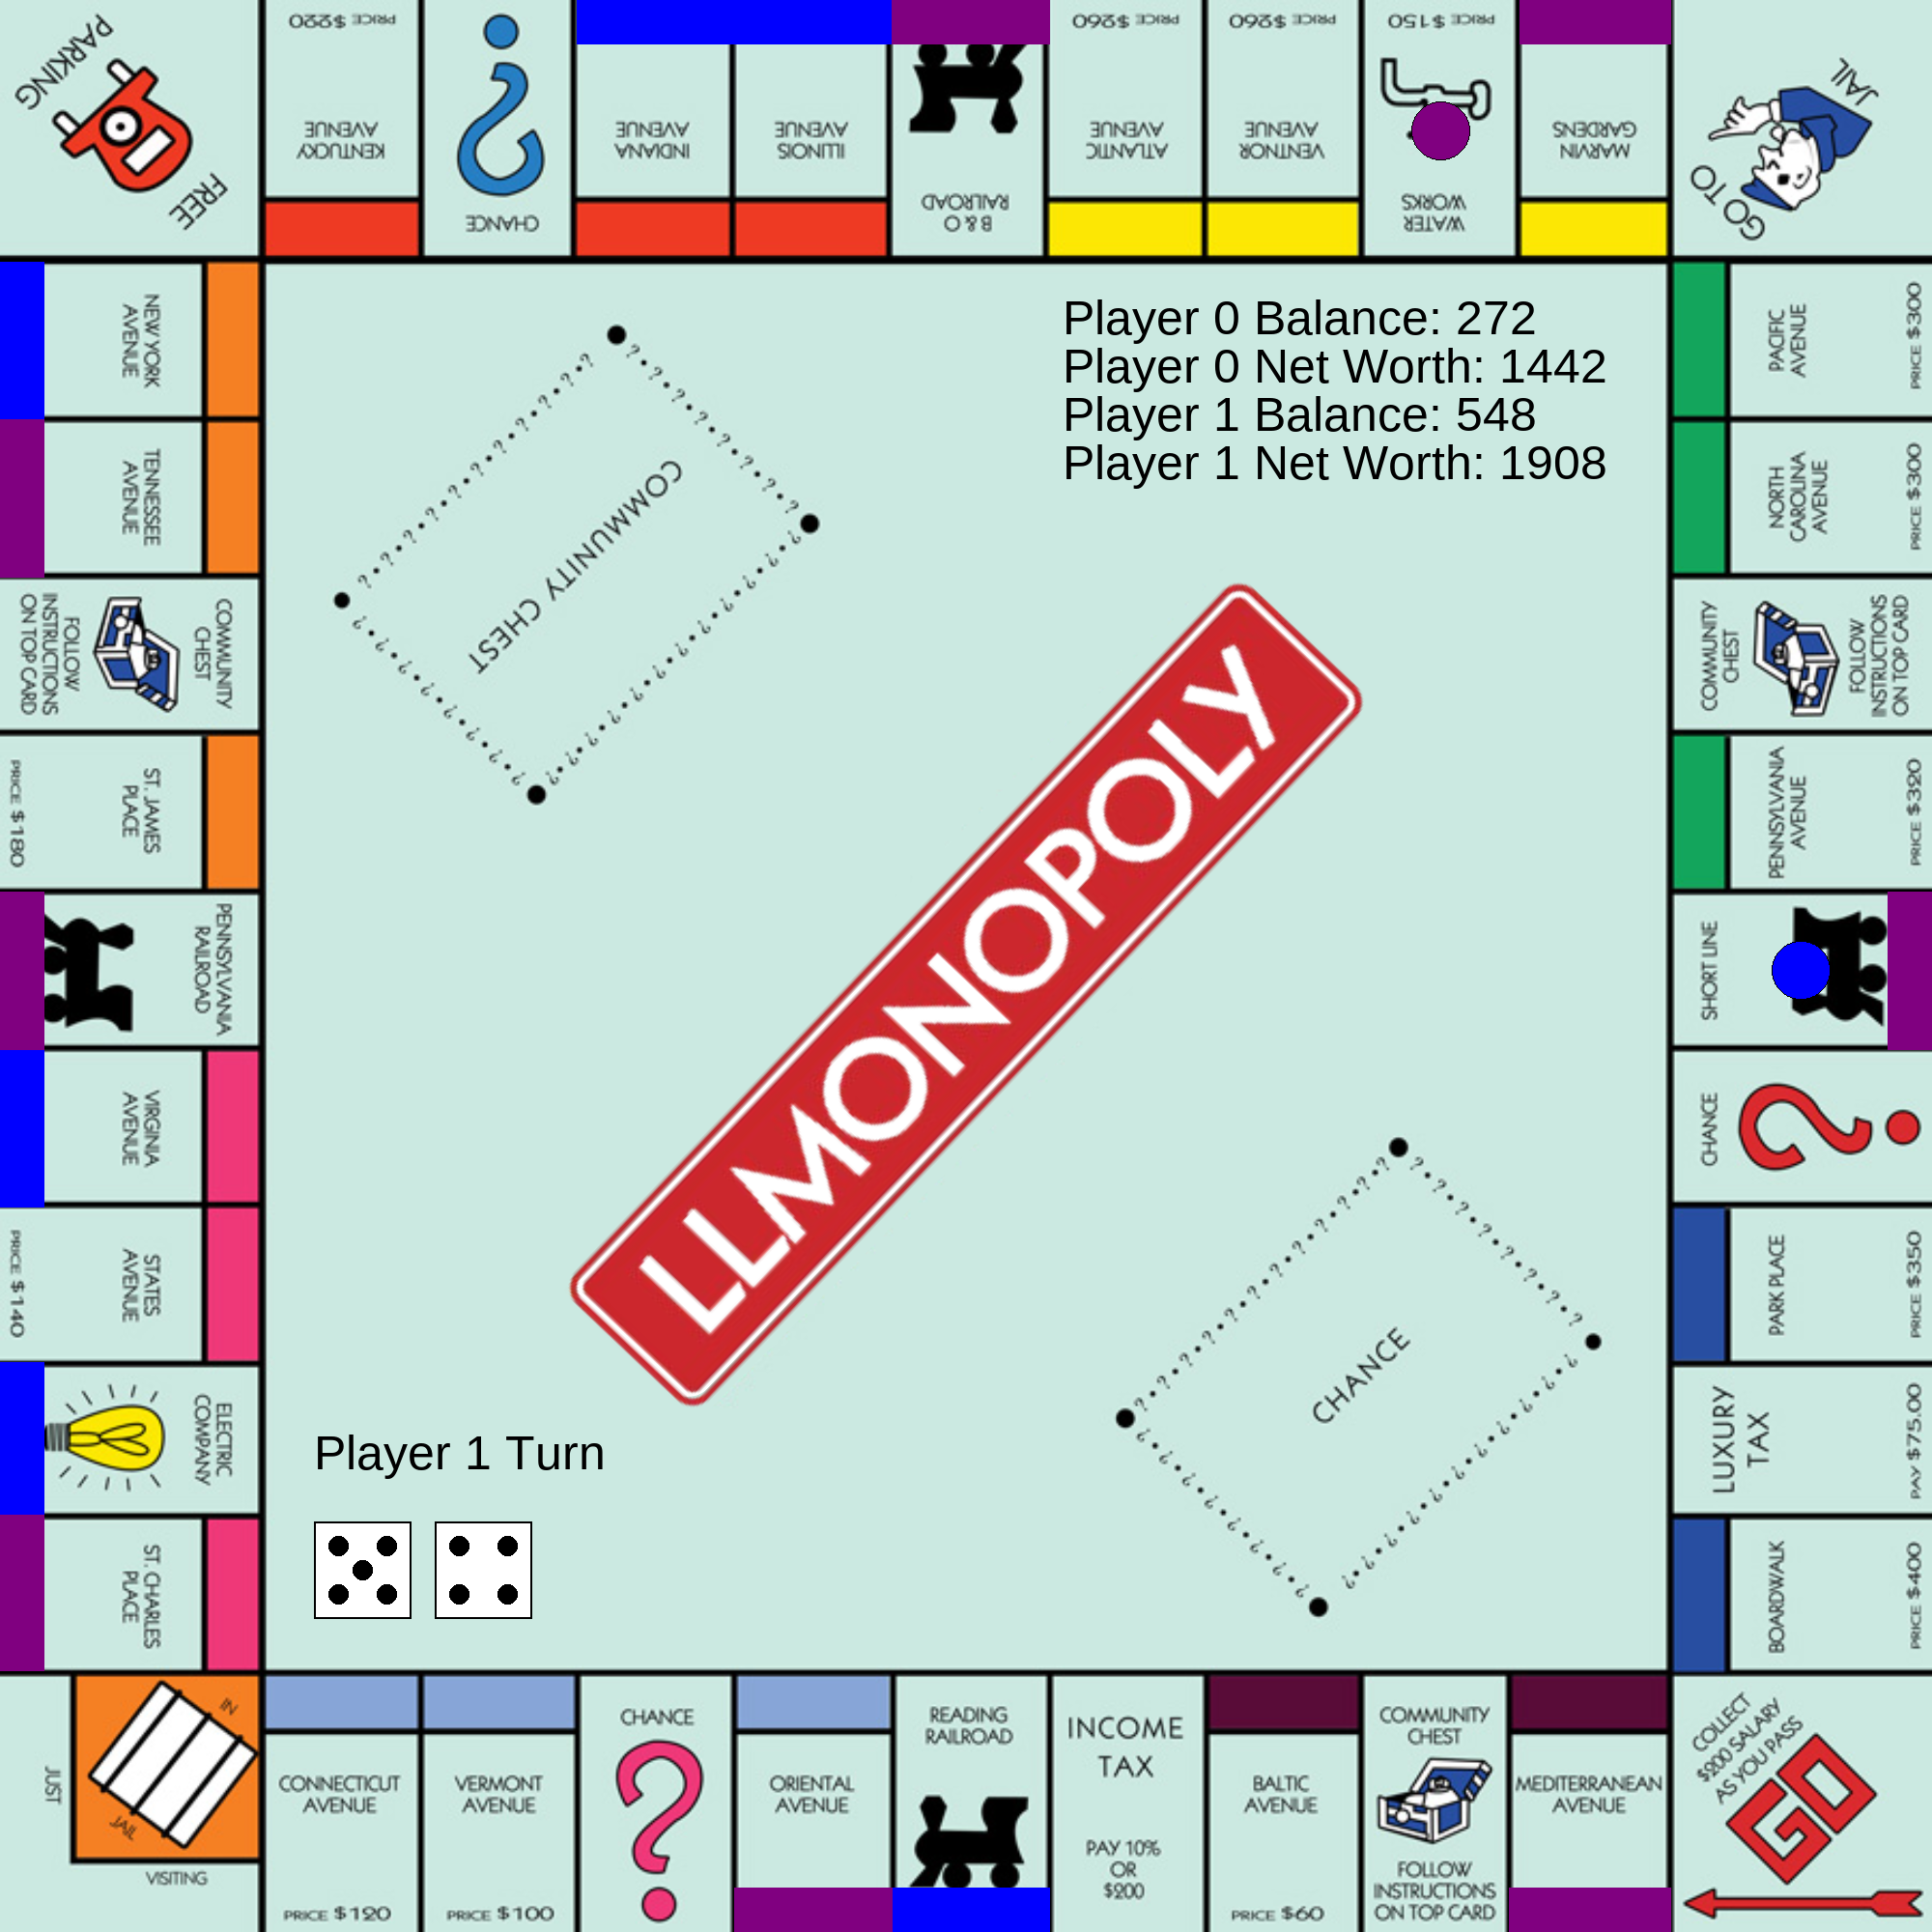 FREE
PARKING
PRICE $220
KENTUCKY
AVENUE
CHANCE
INDIANA
AVENUE
ILLINOIS
AVENUE
B & O
RAILROAD
PRICE $260
ATLANTIC
AVENUE
PRICE $260
VENTNOR
AVENUE
PRICE $150
WATER
WORKS
MARVIN
GARDENS
GO TO
JAIL
NEW YORK
AVENUE
TENNESSEE
AVENUE
COMMUNITY
CHEST
FOLLOW
INSTRUCTIONS
ON TOP CARD
ST. JAMES
PLACE
PRICE $180
PENNSYLVANIA
RAILROAD
VIRGINIA
AVENUE
STATES
AVENUE
PRICE $140
ELECTRIC
COMPANY
ST. CHARLES
PLACE
Player 0 Balance: 272
Player 0 Net Worth: 1442
Player 1 Balance: 548
Player 1 Net Worth: 1908
COMMUNITY CHEST
LLMONOPOLY
CHANCE
Player 1 Turn
PACIFIC
AVENUE
PRICE $300
NORTH
CAROLINA
AVENUE
PRICE $300
COMMUNITY
CHEST
FOLLOW
INSTRUCTIONS
ON TOP CARD
PENNSYLVANIA
AVENUE
PRICE $320
SHORT LINE
CHANCE
PARK PLACE
PRICE $350
LUXURY
TAX
PAY $75.00
BOARDWALK
PRICE $400
JUST
VISITING
IN
JAIL
CONNECTICUT
AVENUE
PRICE $120
VERMONT
AVENUE
PRICE $100
CHANCE
ORIENTAL
AVENUE
READING
RAILROAD
INCOME
TAX
PAY 10%
OR
$200
BALTIC
AVENUE
PRICE $60
COMMUNITY
CHEST
FOLLOW
INSTRUCTIONS
ON TOP CARD
MEDITERRANEAN
AVENUE
COLLECT
$200 SALARY
AS YOU PASS
GO